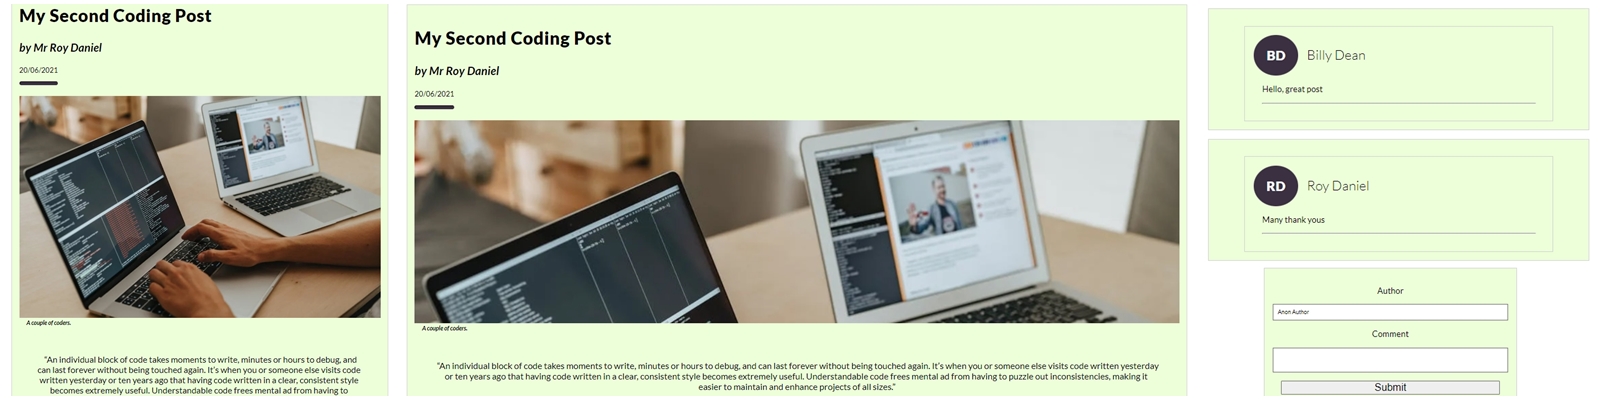 My Second Coding Post
by Mr Roy Daniel
20/06/2021
A couple of coders.
“An individual block of code takes moments to write, minutes or hours to debug, and
can last forever without being touched again. It’s when you or someone else visits code
written yesterday or ten years ago that having code written in a clear, consistent style
becomes extremely useful. Understandable code frees mental ad from having to
My Second Coding Post
by Mr Roy Daniel
20/06/2021
A couple of coders.
“An individual block of code takes moments to write, minutes or hours to debug, and can last forever without being touched again. It’s when you or someone else visits code written yesterday
or ten years ago that having code written in a clear, consistent style becomes extremely useful. Understandable code frees mental ad from having to puzzle out inconsistencies, making it
easier to maintain and enhance projects of all sizes.”
BD Billy Dean
Hello, great post
RD Roy Daniel
Many thank yous
Author
Anon Author
Comment
Submit